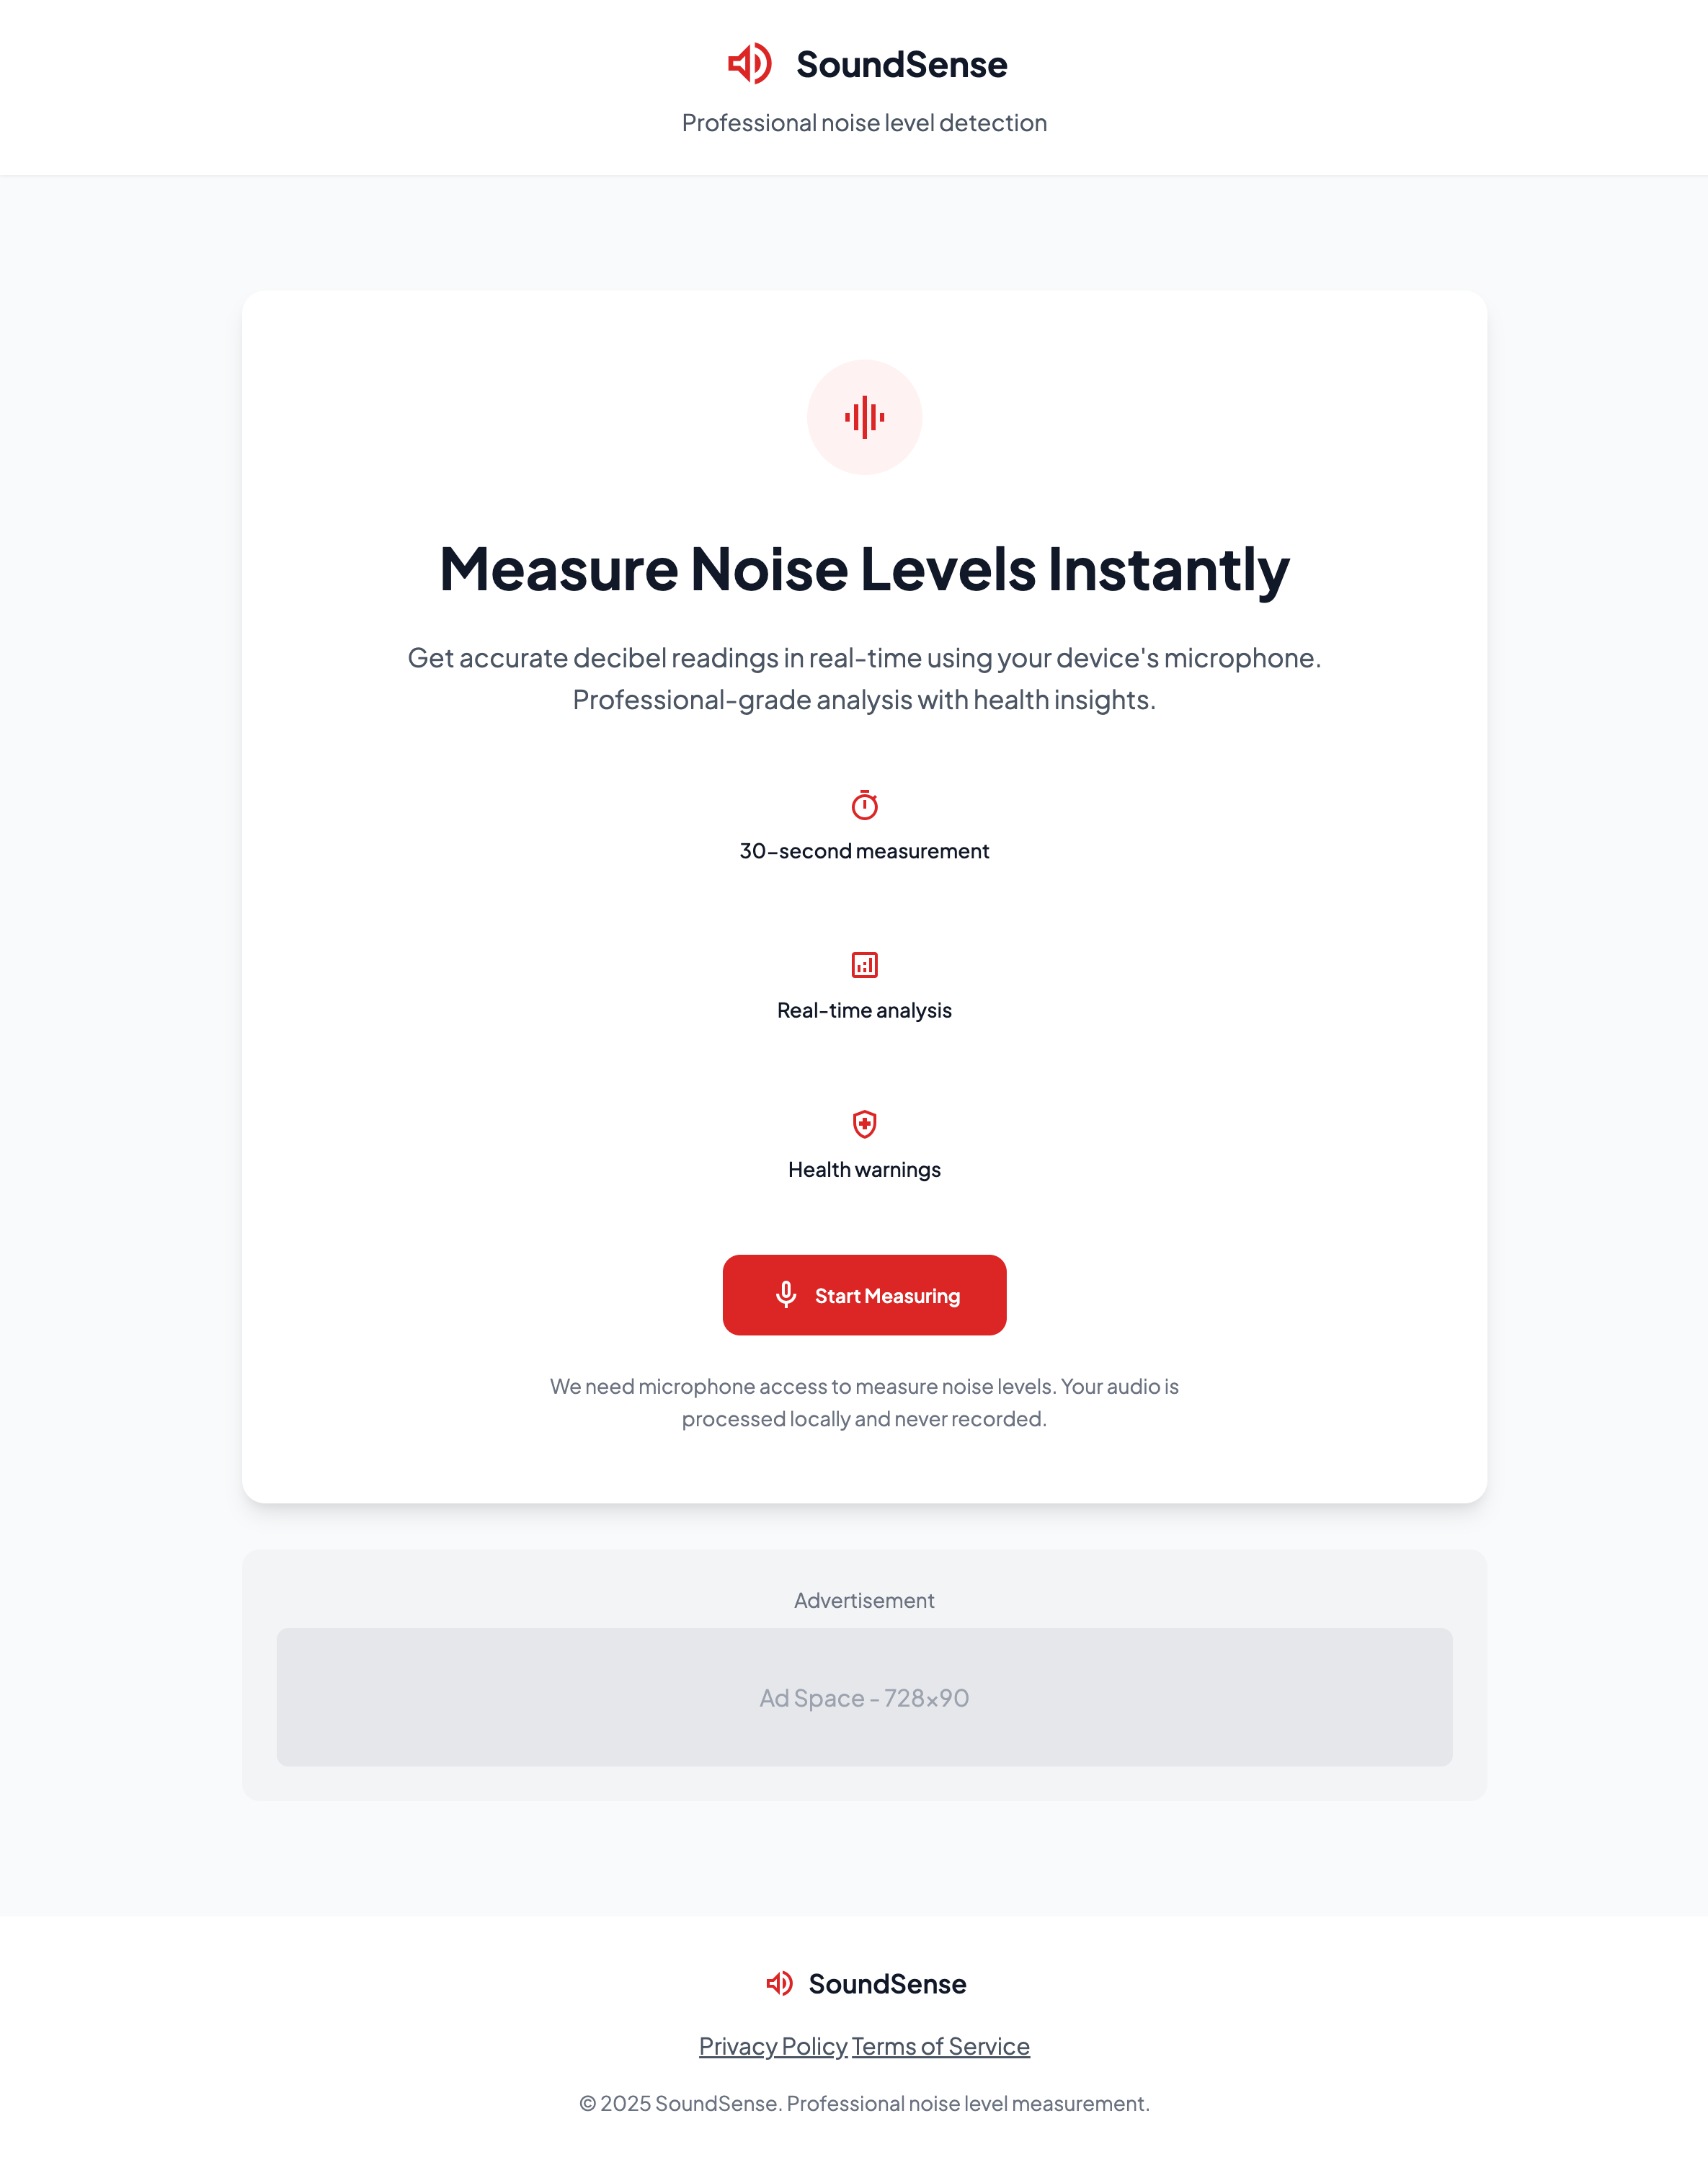 SoundSense
Professional noise level detection
Measure Noise Levels Instantly
Get accurate decibel readings in real-time using your device's microphone.
Professional-grade analysis with health insights.
30-second measurement
Real-time analysis
Health warnings
Start Measuring
We need microphone access to measure noise levels. Your audio is
processed locally and never recorded.
Advertisement
Ad Space - 728x90
SoundSense
Privacy Policy Terms of Service
© 2025 SoundSense. Professional noise level measurement.